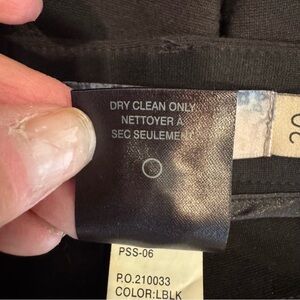 DRY CLEAN ONLY
NETTOYER À
SEC SEULEMENT
PSS-06
P.O.210033
COLOR:LBLK